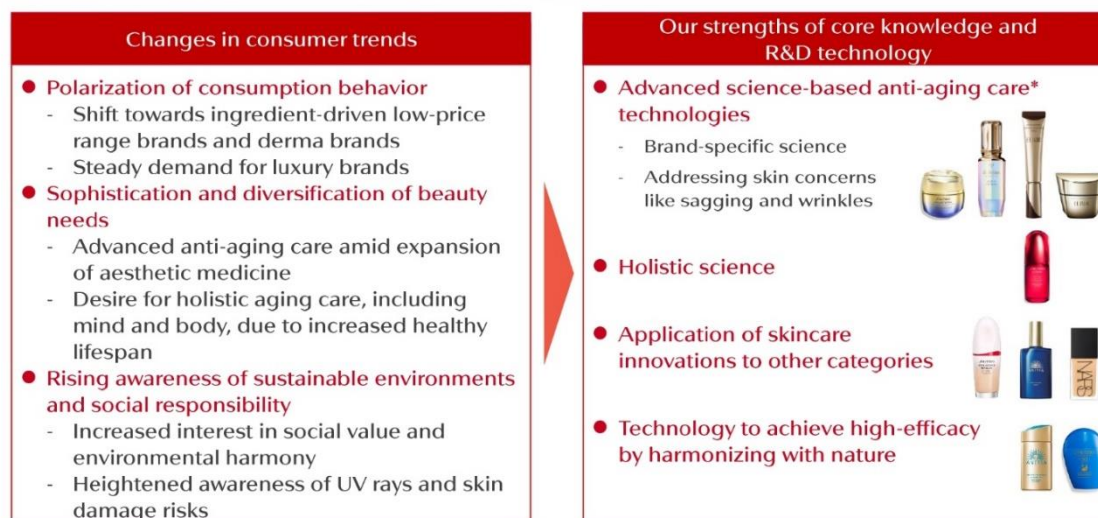 Changes in consumer trends
● Polarization of consumption behavior
- Shift towards ingredient-driven low-price
range brands and derma brands
- Steady demand for luxury brands
● Sophistication and diversification of beauty
needs
- Advanced anti-aging care amid expansion
of aesthetic medicine
- Desire for holistic aging care, including
mind and body, due to increased healthy
lifespan
● Rising awareness of sustainable environments
and social responsibility
- Increased interest in social value and
environmental harmony
- Heightened awareness of UV rays and skin
damage risks
Our strengths of core knowledge and
R&D technology
● Advanced science-based anti-aging care*
technologies
- Brand-specific science
- Addressing skin concerns
like sagging and wrinkles
● Holistic science
● Application of skincare
innovations to other categories
NARS
● Technology to achieve high-efficacy
by harmonizing with nature